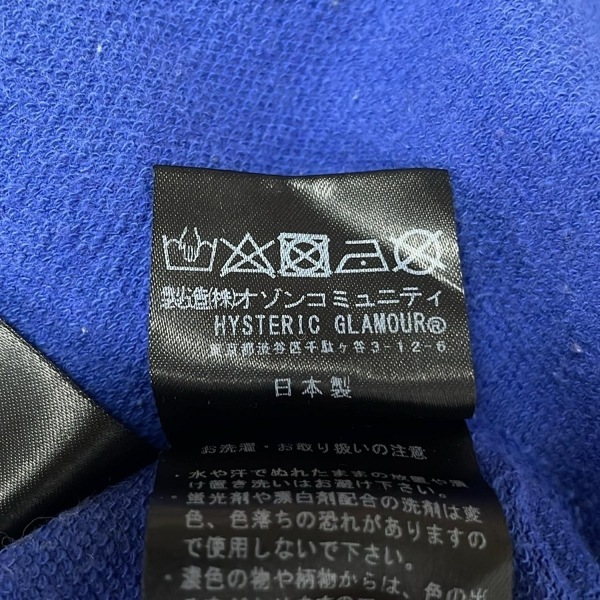 製造(株)オゾンコミュニティ
HYSTERIC GLAMOUR®
東京都渋谷区千駄ヶ谷3-12-6
日本製
お洗濯・お取り扱いの注意
・水や汗でぬれたままの放置や漬
け置き洗いはお避け下さい。
・蛍光剤や漂白剤配合の洗剤は変
色、色落ちの恐れがありますの
で使用しないで下さい。
・濃色の物や柄物からは、色の出